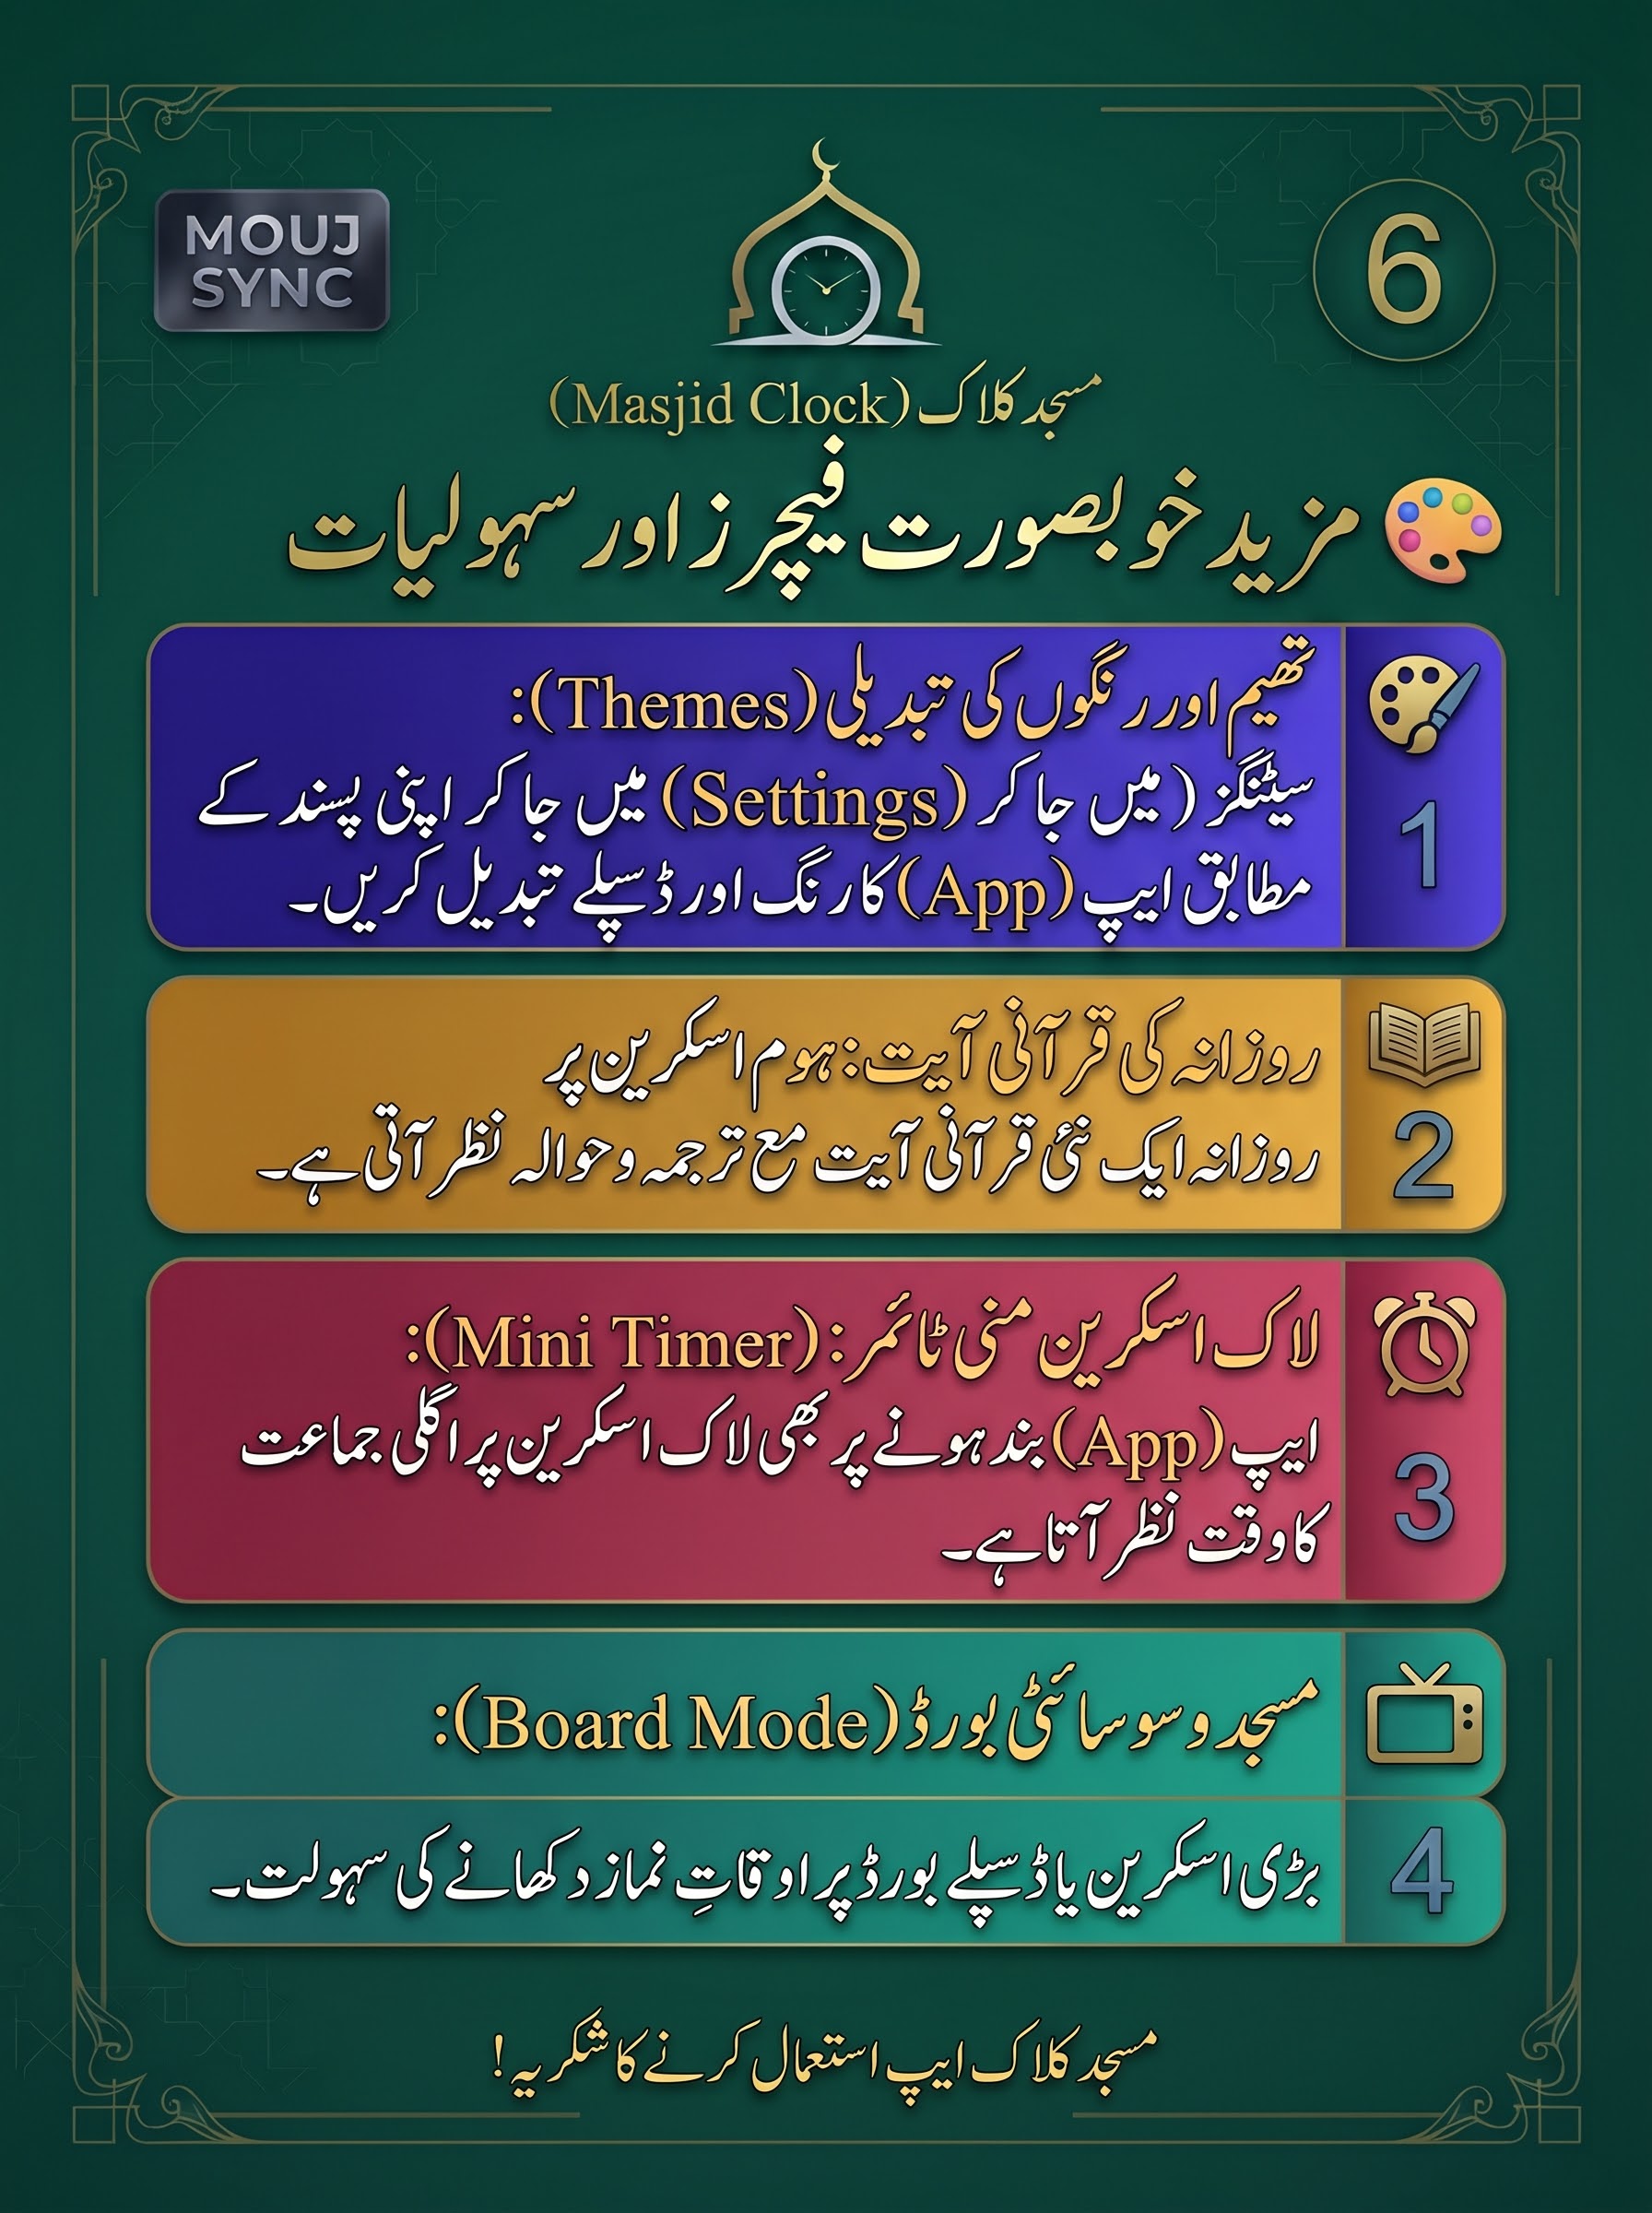 MOUJ
SYNC
6
مسجد کلاک (Masjid Clock)
مزید خوبصورت فیچرز اور سہولیات
تھیم اور رنگوں کی تبدیلی (Themes):
سیٹنگز ( میں جا کر (Settings) میں جا کر اپنی پسند کے
مطابق ایپ (App) کا رنگ اور ڈسپلے تبدیل کریں۔
1
روزانہ کی قرآنی آیت: ہوم اسکرین پر
روزانہ ایک نئی قرآنی آیت مع ترجمہ و حوالہ نظر آتی ہے۔
2
لاک اسکرین منی ٹائمر: (Mini Timer):
ایپ (App) بند ہونے پر بھی لاک اسکرین پر اگلی جماعت
کا وقت نظر آتا ہے۔
3
مسجد و سوسائٹی بورڈ (Board Mode):
بڑی اسکرین یا ڈسپلے بورڈ پر اوقاتِ نماز دکھانے کی سہولت۔
4
مسجد کلاک ایپ استعمال کرنے کا شکریہ!